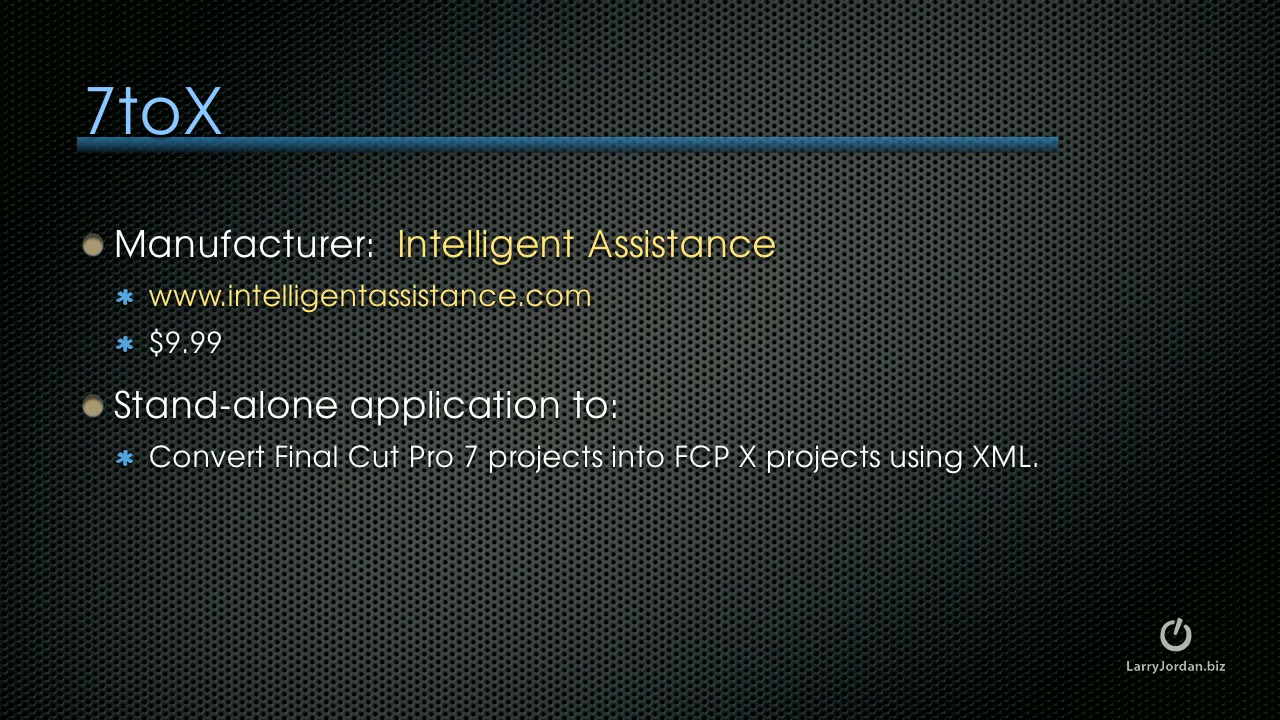 7toX
Manufacturer: Intelligent Assistance
www.intelligentassistance.com
$9.99
Stand-alone application to:
Convert Final Cut Pro 7 projects into FCP X projects using XML.
LarryJordan.biz